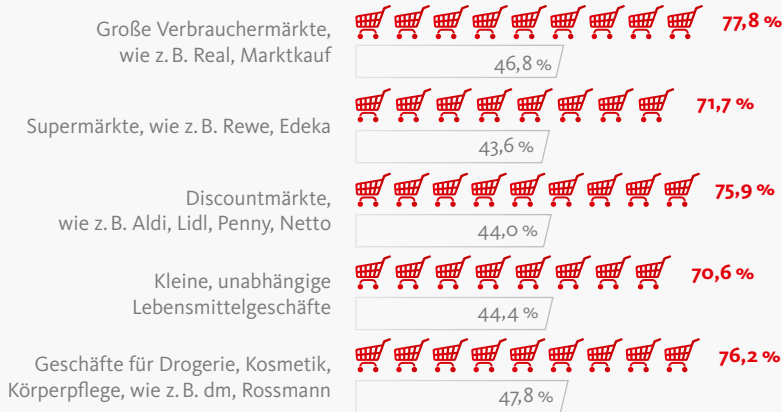 Große Verbrauchermärkte,
wie z. B. Real, Marktkauf
77,8 %
46,8 %
Supermärkte, wie z. B. Rewe, Edeka
71,7 %
43,6 %
Discountmärkte,
wie z. B. Aldi, Lidl, Penny, Netto
75,9 %
44,0 %
Kleine, unabhängige
Lebensmittelgeschäfte
70,6 %
44,4 %
Geschäfte für Drogerie, Kosmetik,
Körperpflege, wie z. B. dm, Rossmann
76,2 %
47,8 %